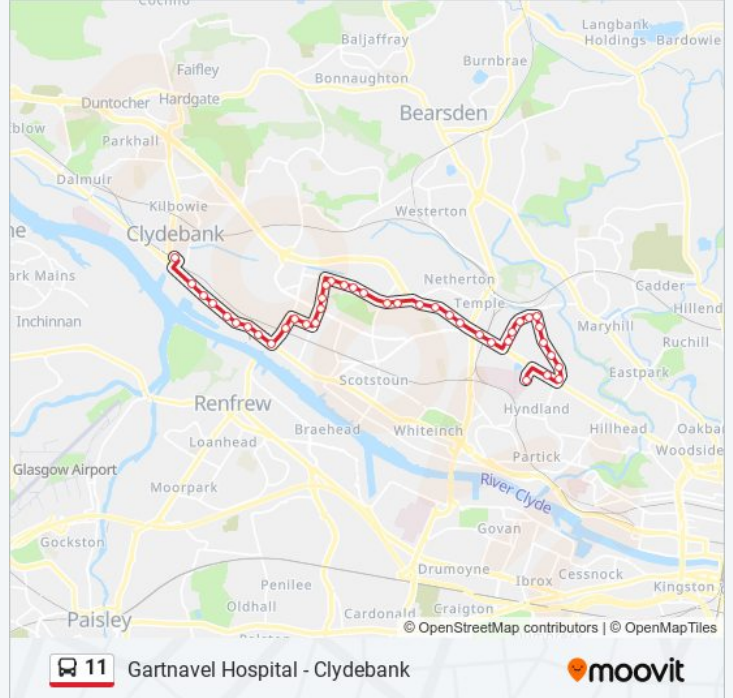 Cochno
Langbank
Holdings
Bardowie
Baljaffray
Burnbrae
Faifley
Bonnaughton
Duntocher
Hardgate
Bearsden
Parkhall
Dalmuir
Kilbowie
Westerton
Clydebank
ark Mains
Netherton
Temple
Cadder
Hillend
Inchinnan
Maryhill
Ruchill
Eastpark
Scotstoun
Renfrew
Hyndland
Loanhead
Braehead
Whiteinch
Hillhead
Oakba
Woodside
Partick
Glasgow Airport
Moorpark
River Clyde
Govan
Gockston
Drumoyne
Ibrox
Cessnock
Penilee
Kingston
Oldhall
Cardonald
Craigton
Paisley
© OpenStreetMap contributors | © OpenMapTiles
11
Gartnavel Hospital - Clydebank
moovit